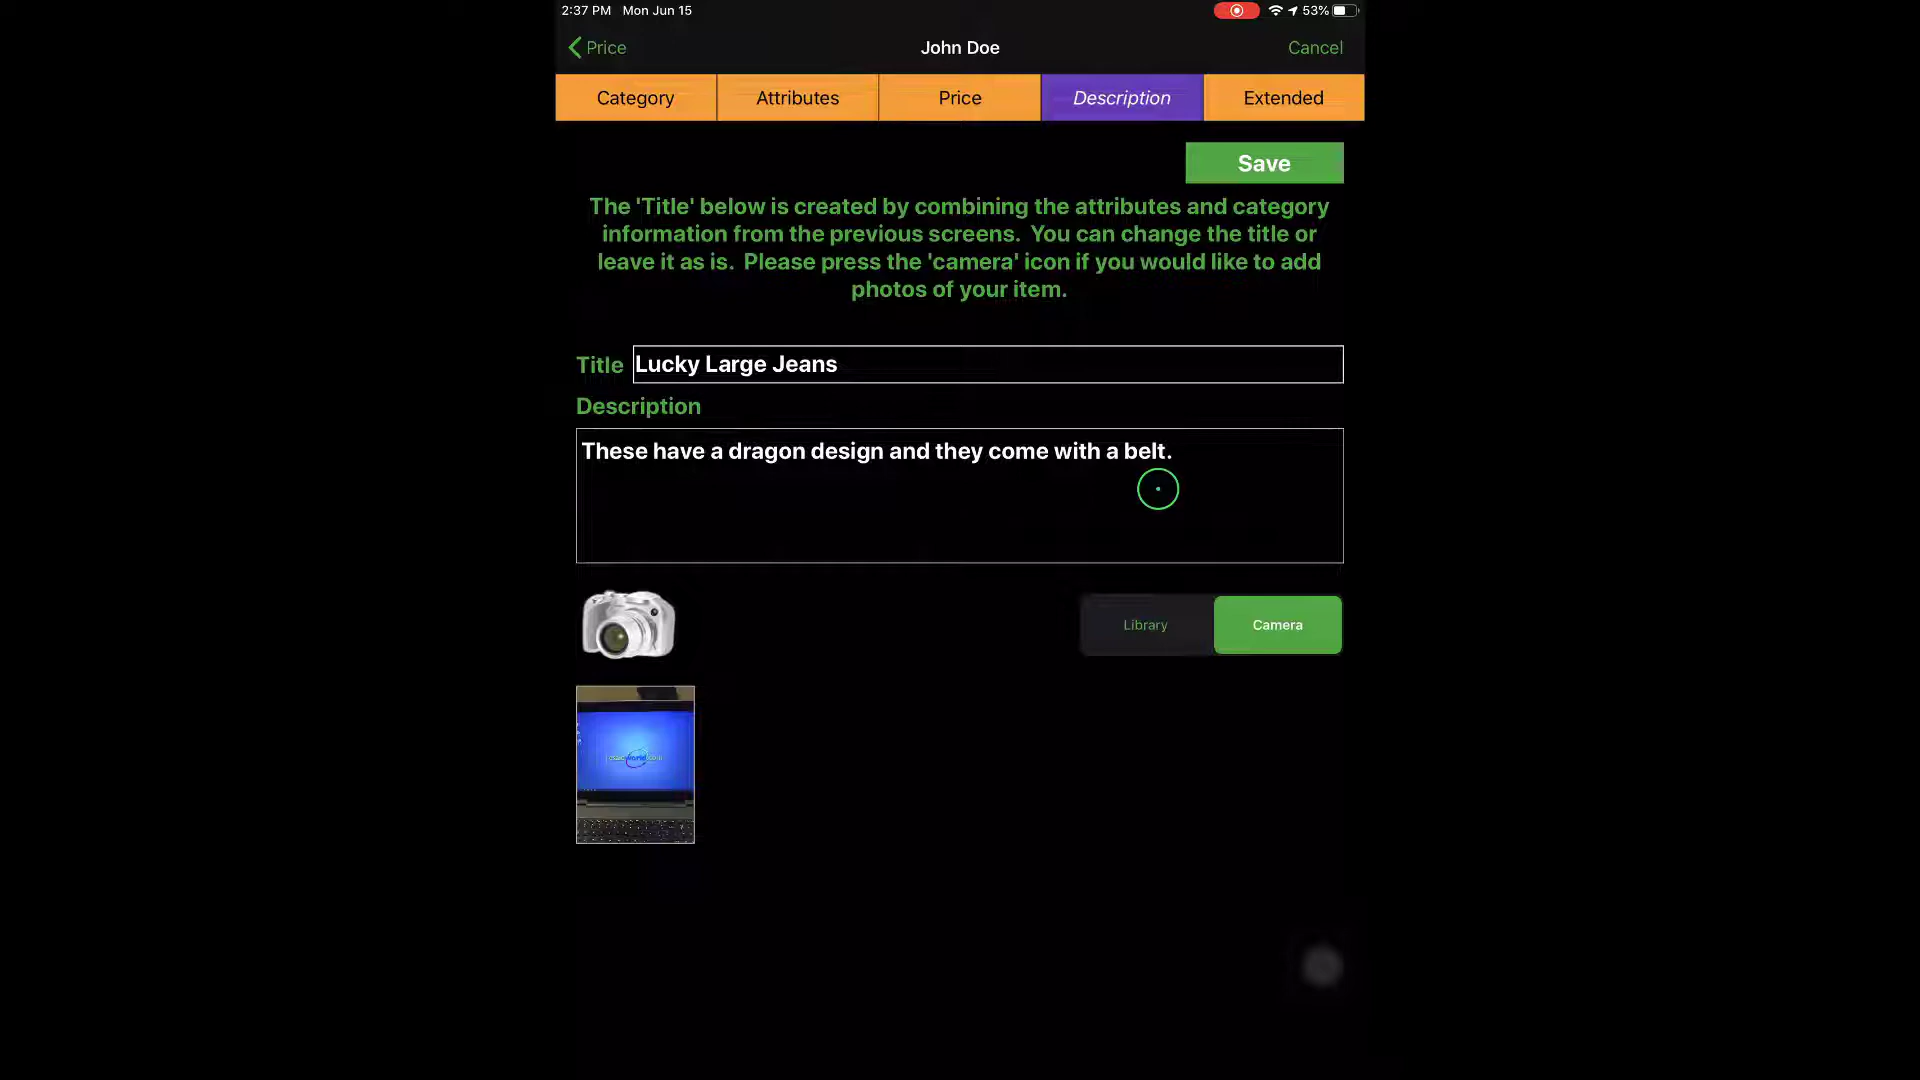 2:37 PM Mon Jun 15
53%
Price
John Doe
Cancel
Category
Attributes
Price
Description
Extended
Save
The 'Title' below is created by combining the attributes and category
information from the previous screens. You can change the title or
leave it as is. Please press the 'camera' icon if you would like to add
photos of your item.
Title
Lucky Large Jeans
Description
These have a dragon design and they come with a belt.
Library
Camera